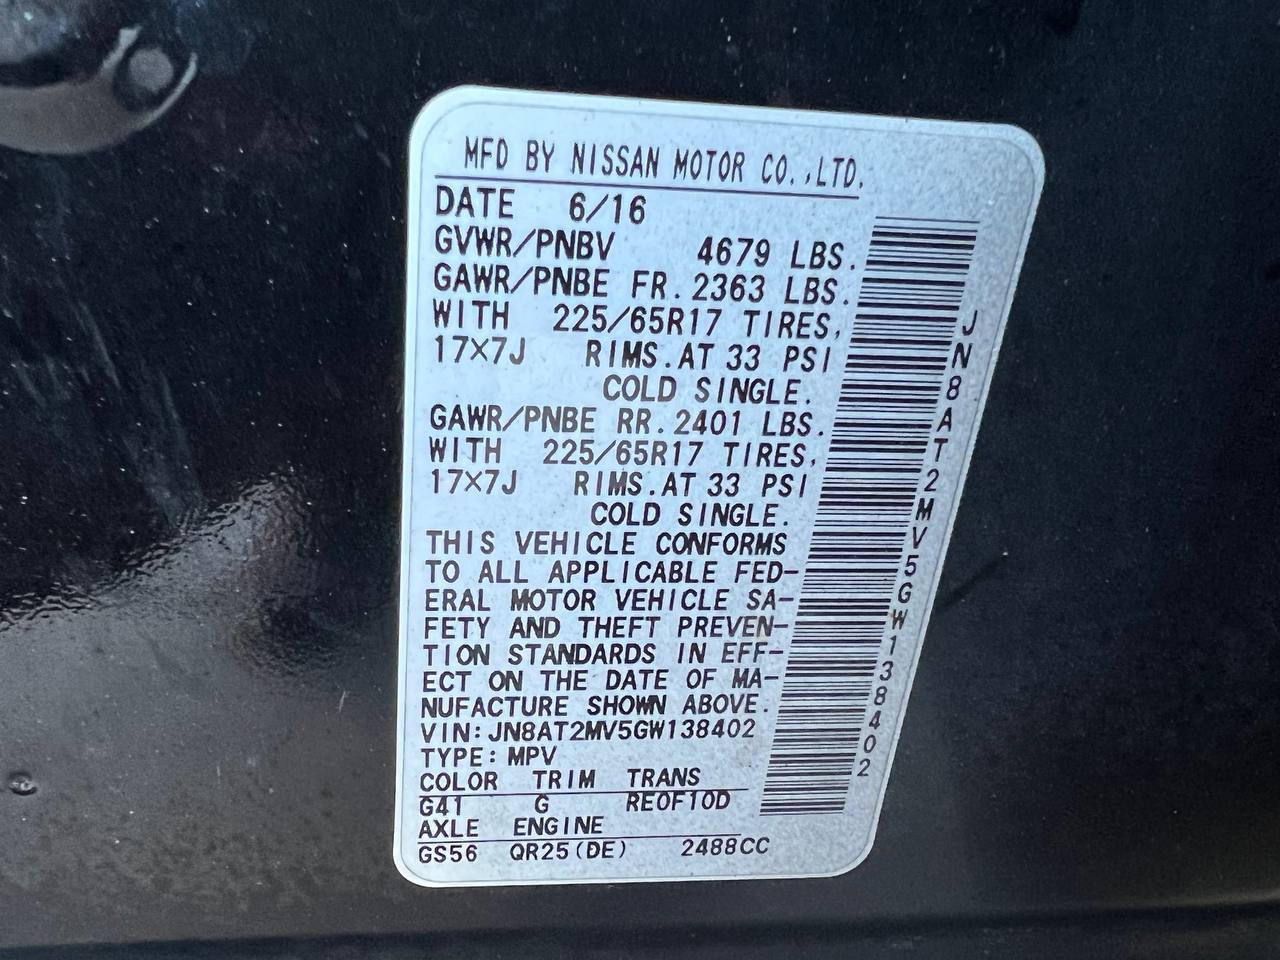 MFD BY NISSAN MOTOR CO.,LTD.
DATE 6/16
GVWR/PNBV 4679 LBS.
GAWR/PNBE FR.2363 LBS.
WITH 225/65R17 TIRES,
17×7J RIMS.AT 33 PSI
COLD SINGLE.
GAWR/PNBE RR.2401 LBS.
WITH 225/65R17 TIRES,
17×7J RIMS.AT 33 PSI
COLD SINGLE.
THIS VEHICLE CONFORMS
TO ALL APPLICABLE FED-
ERAL MOTOR VEHICLE SA-
FETY AND THEFT PREVEN-
TION STANDARDS IN EFF-
ECT ON THE DATE OF MA-
NUFACTURE SHOWN ABOVE.
VIN:JN8AT2MV5GW138402
TYPE:MPV
COLOR TRIM TRANS
G41 G RE0F10D
AXLE ENGINE
GS56 QR25(DE) 2488CC
JN8AT2MV5GW138402